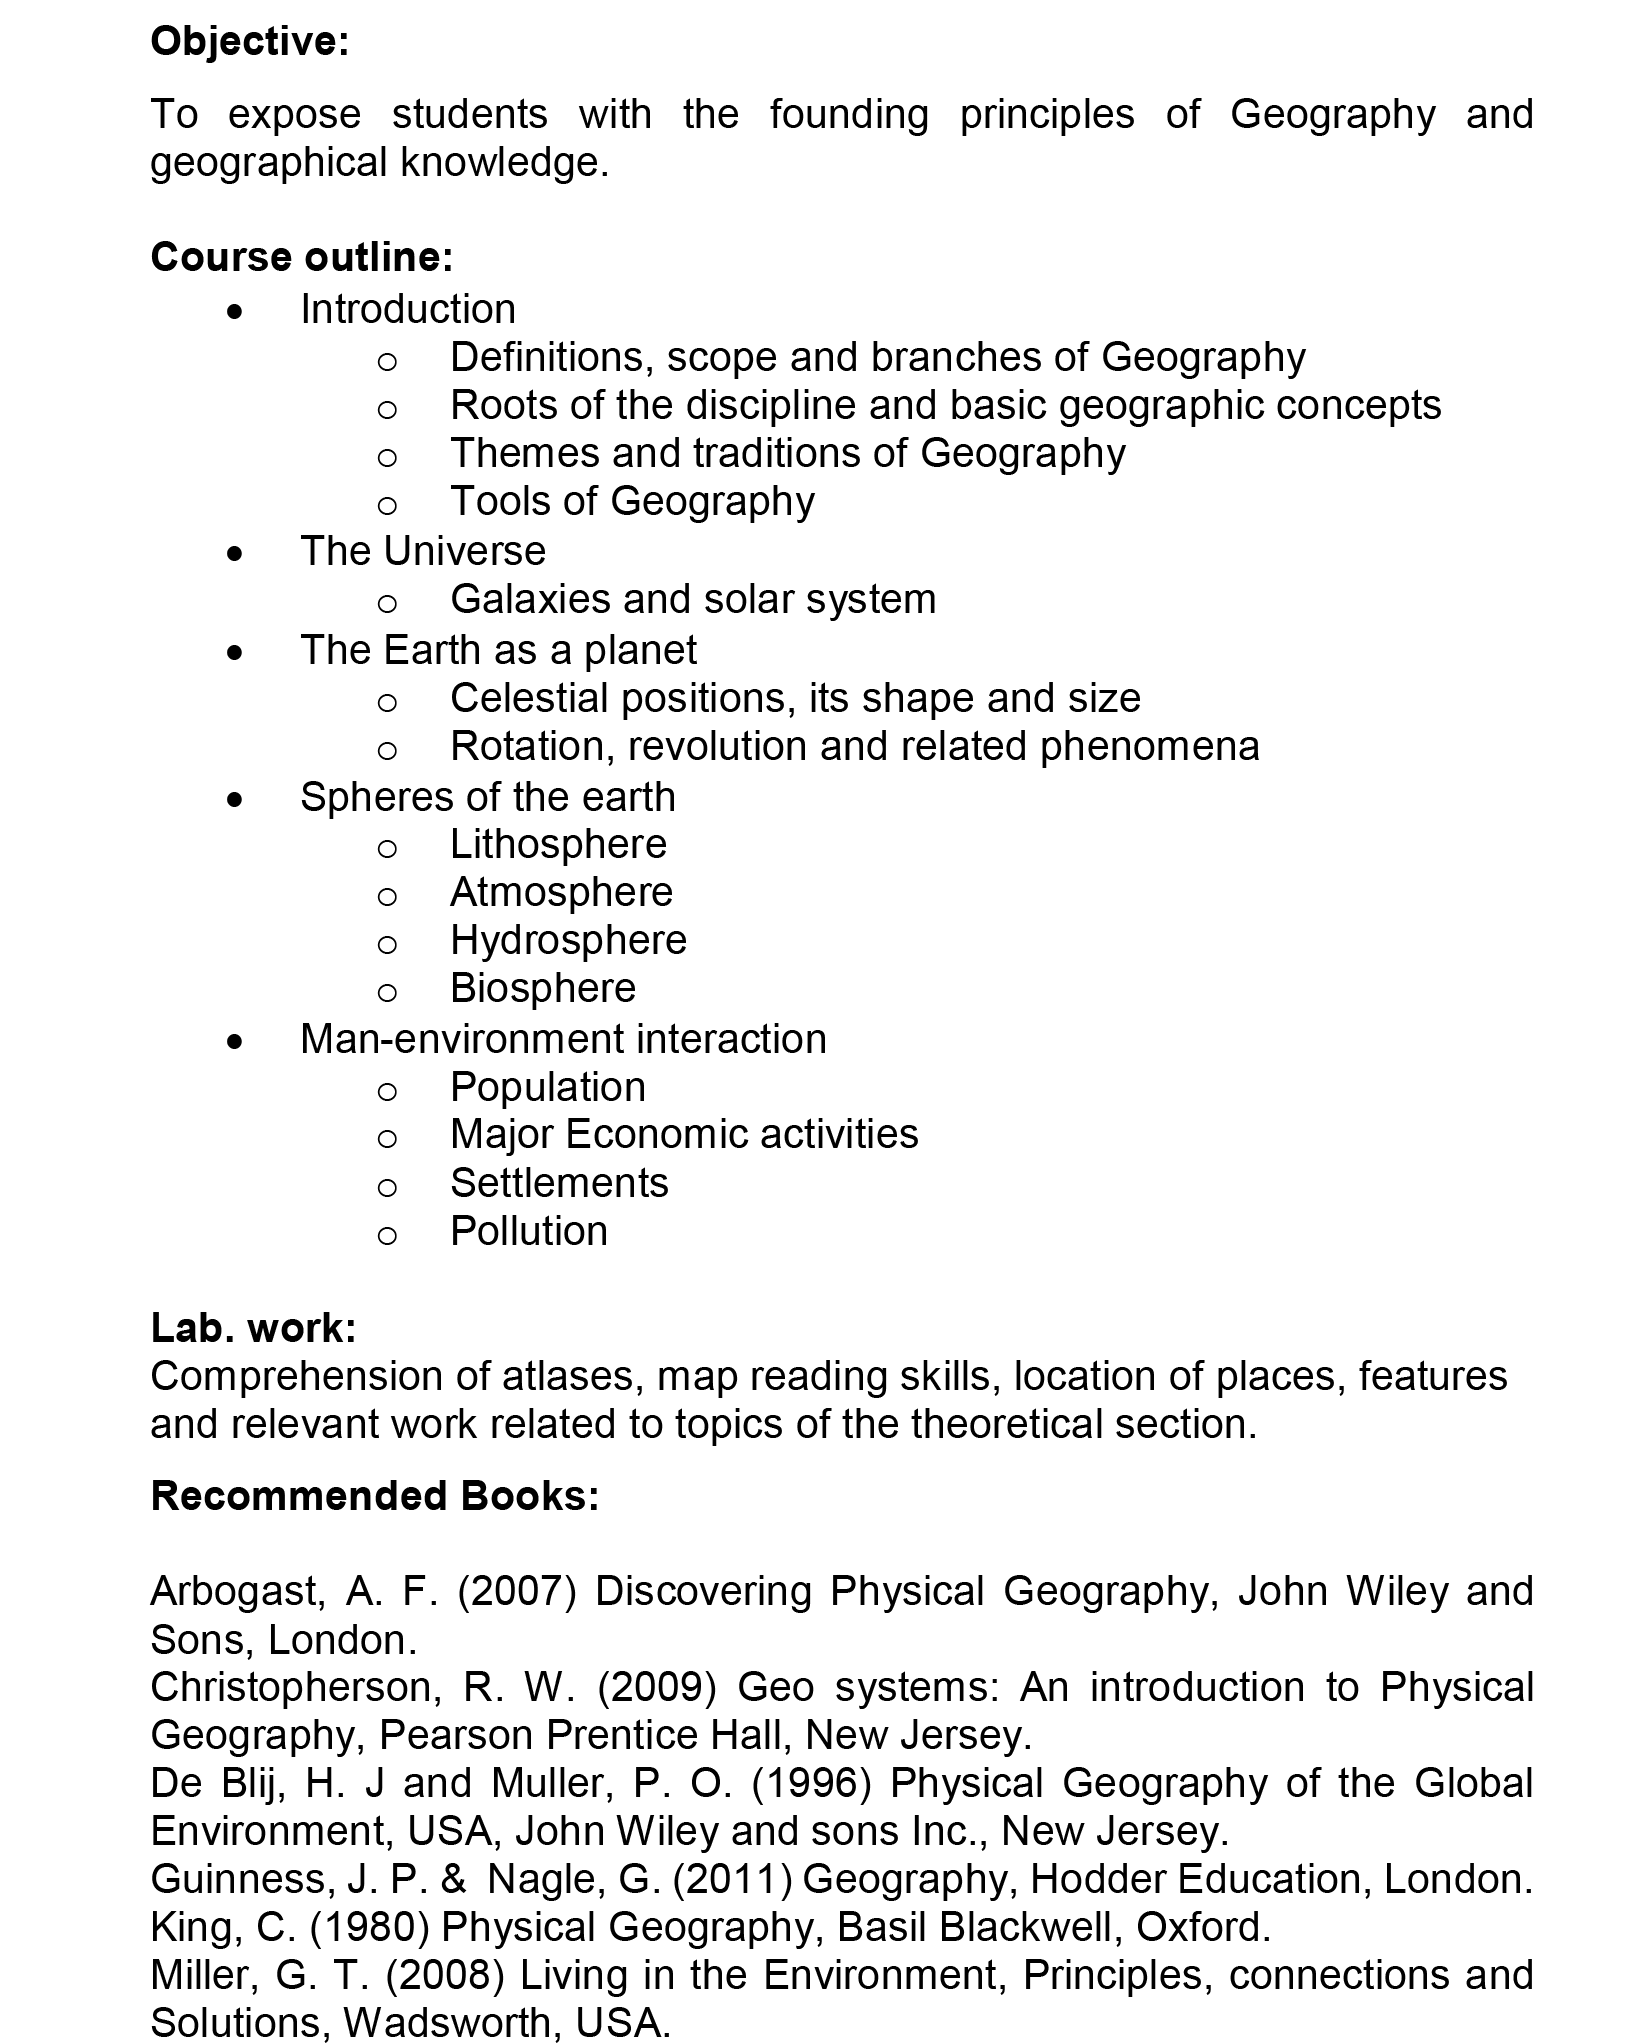 Objective:
To expose students with the founding principles of Geography and
geographical knowledge.
Course outline:
• Introduction
o Definitions, scope and branches of Geography
o Roots of the discipline and basic geographic concepts
o Themes and traditions of Geography
o Tools of Geography
• The Universe
o Galaxies and solar system
• The Earth as a planet
o Celestial positions, its shape and size
o Rotation, revolution and related phenomena
• Spheres of the earth
o Lithosphere
o Atmosphere
o Hydrosphere
o Biosphere
• Man-environment interaction
o Population
o Major Economic activities
o Settlements
o Pollution
Lab. work:
Comprehension of atlases, map reading skills, location of places, features
and relevant work related to topics of the theoretical section.
Recommended Books:
Arbogast, A. F. (2007) Discovering Physical Geography, John Wiley and
Sons, London.
Christopherson, R. W. (2009) Geo systems: An introduction to Physical
Geography, Pearson Prentice Hall, New Jersey.
De Blij, H. J and Muller, P. O. (1996) Physical Geography of the Global
Environment, USA, John Wiley and sons Inc., New Jersey.
Guinness, J. P. & Nagle, G. (2011) Geography, Hodder Education, London.
King, C. (1980) Physical Geography, Basil Blackwell, Oxford.
Miller, G. T. (2008) Living in the Environment, Principles, connections and
Solutions, Wadsworth, USA.